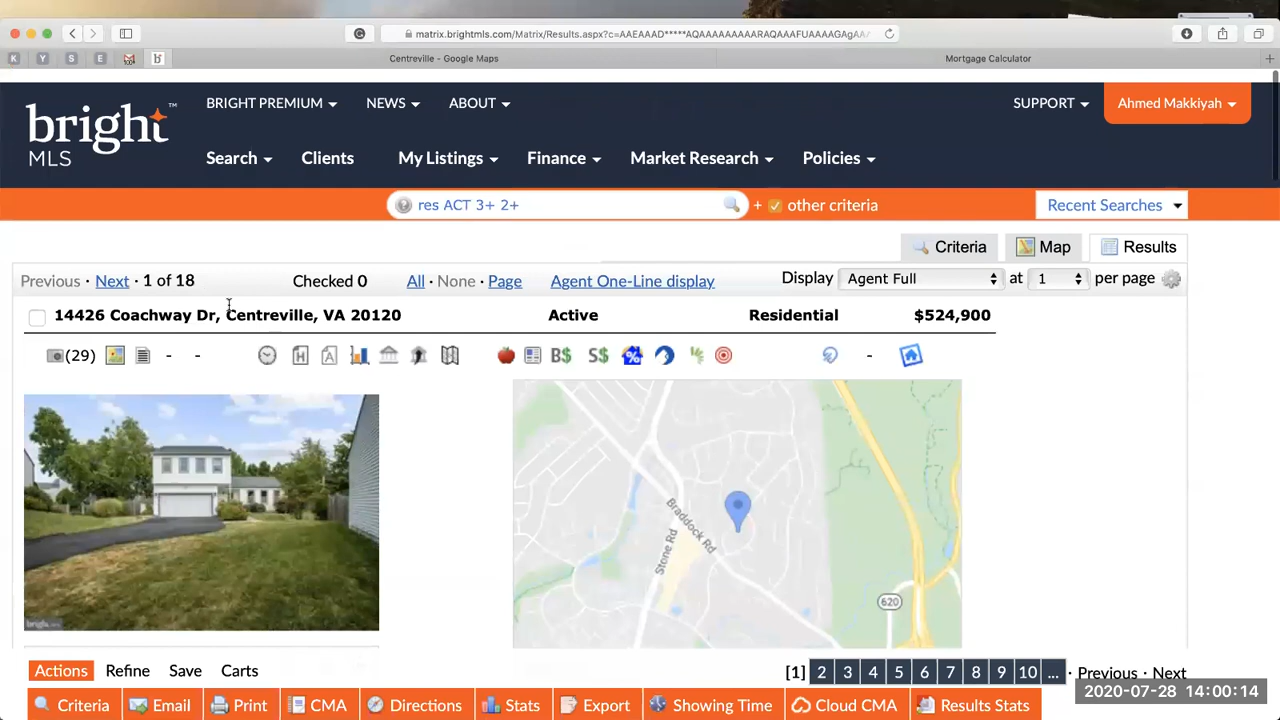 matrix.brightmls.com/Matrix/Results.aspx?c=AAEAAAD*****AQAAAAAAAAARAQAAAFUAAAAGAgAAA
K Y S E b
Centreville - Google Maps Mortgage Calculator
bright™ MLS
BRIGHT PREMIUM NEWS ABOUT SUPPORT Ahmed Makkiyah
Search Clients My Listings Finance Market Research Policies
res ACT 3+ 2+ + other criteria Recent Searches
Criteria Map Results
Previous · Next · 1 of 18 Checked 0 All · None · Page Agent One-Line display Display Agent Full at 1 per page
14426 Coachway Dr, Centreville, VA 20120 Active Residential $524,900
(29) - - H A B$ S$ % -
Braddock Rd
Stone Rd
620
bright
Actions Refine Save Carts [1] 2 3 4 5 6 7 8 9 10 ... · Previous · Next
2020-07-28 14:00:14
Criteria Email Print CMA Directions Stats Export Showing Time Cloud CMA Results Stats